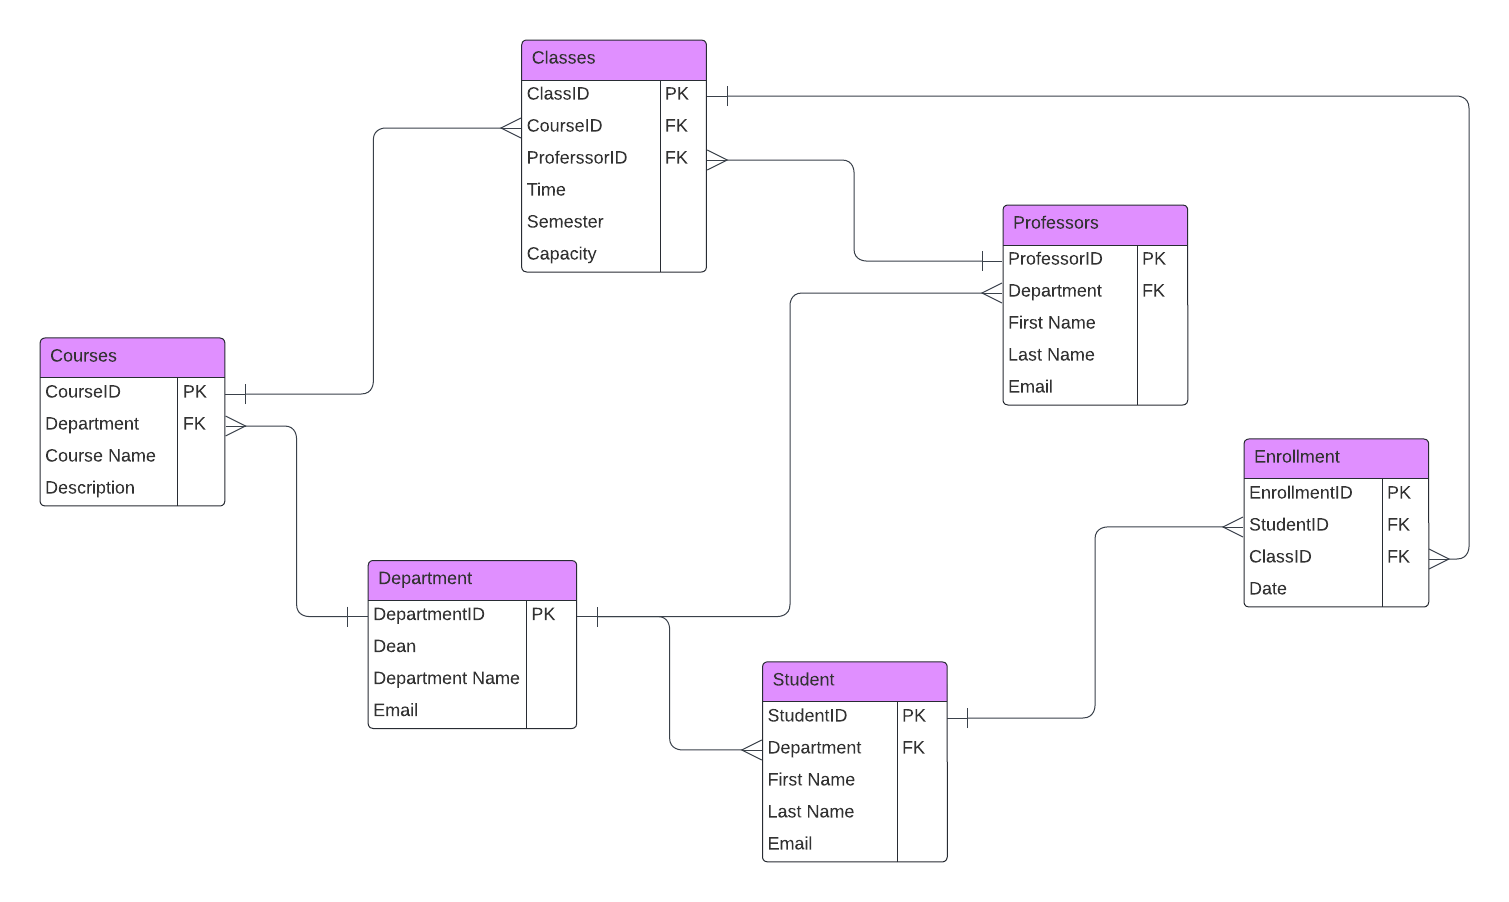 Classes
ClassID PK
CourseID FK
ProferssorID FK
Time
Semester
Capacity
Professors
ProfessorID PK
Department FK
First Name
Last Name
Email
Courses
CourseID PK
Department FK
Course Name
Description
Enrollment
EnrollmentID PK
StudentID FK
ClassID FK
Date
Department
DepartmentID PK
Dean
Department Name
Email
Student
StudentID PK
Department FK
First Name
Last Name
Email